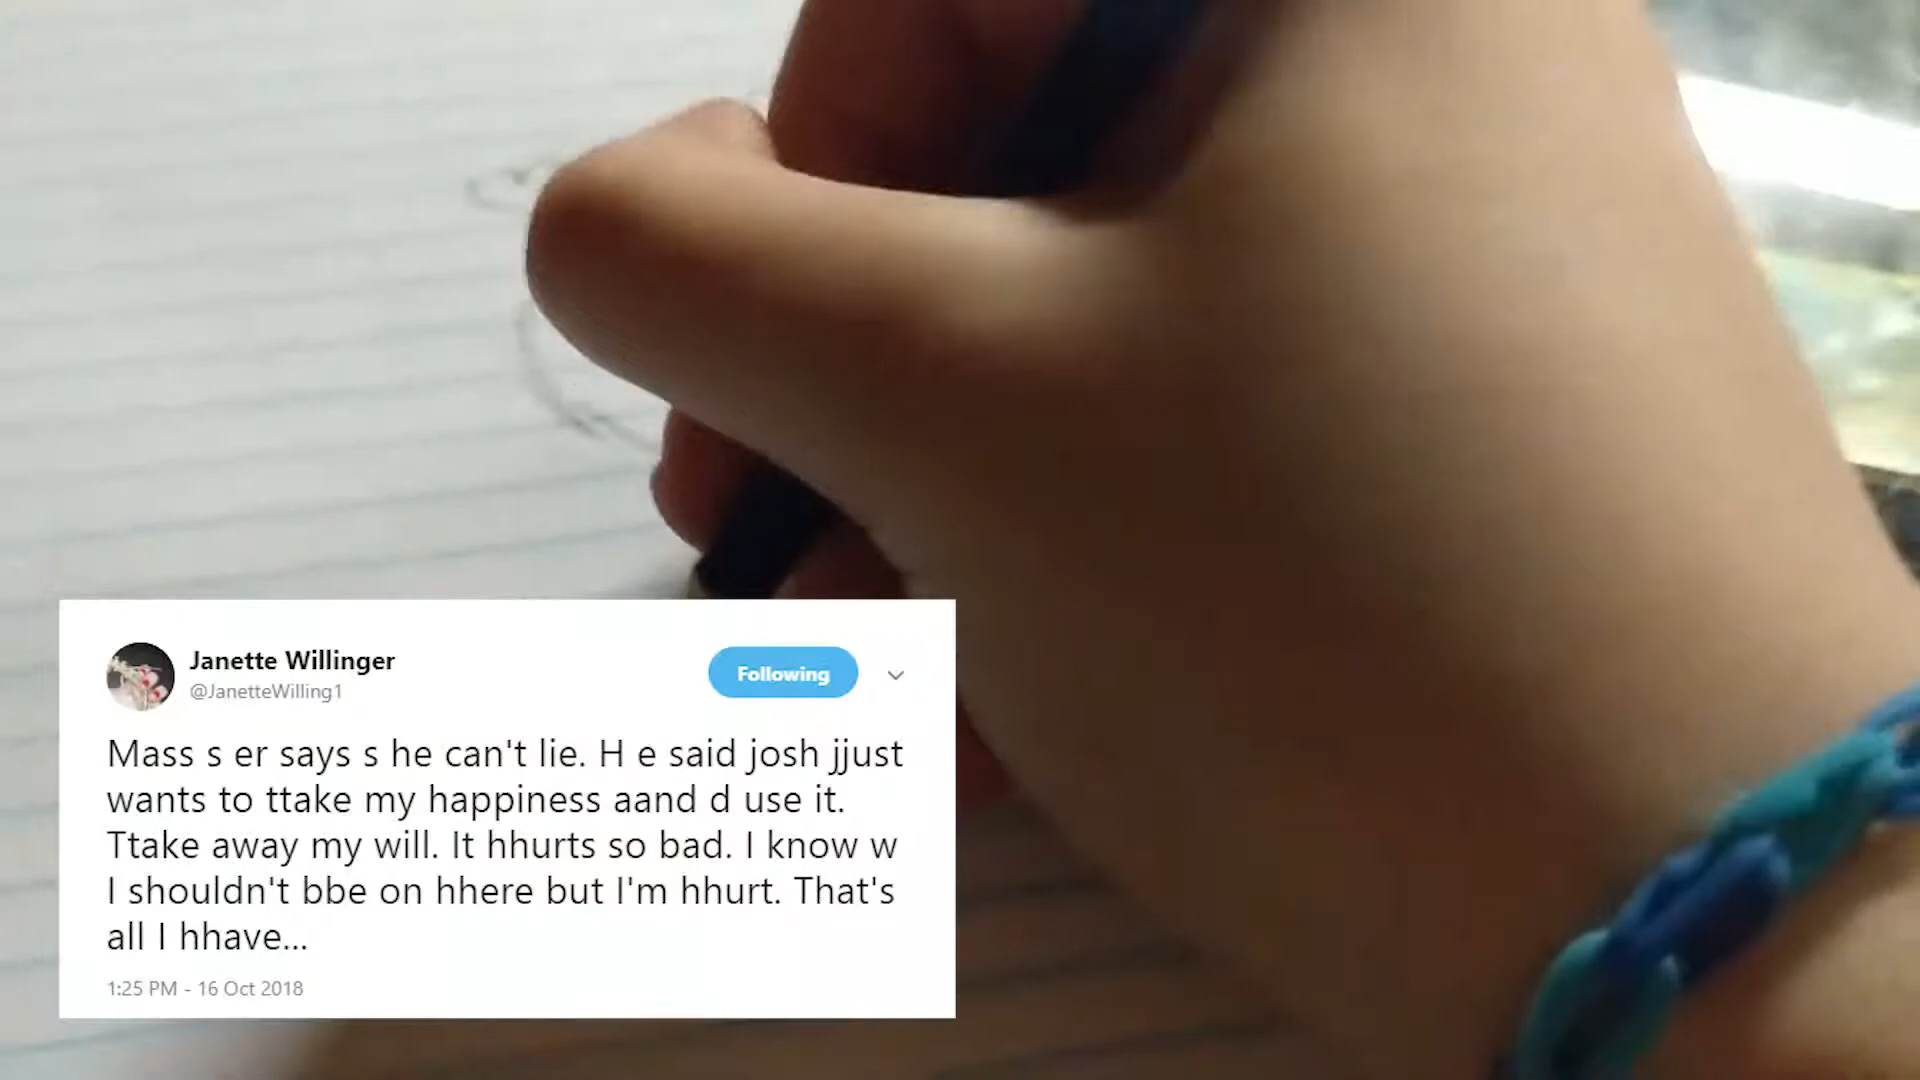 Janette Willinger
@JanetteWilling1
Following
Mass s er says s he can't lie. H e said josh jjust
wants to ttake my happiness aand d use it.
Ttake away my will. It hhurts so bad. I know w
I shouldn't bbe on hhere but I'm hhurt. That's
all I hhave...
1:25 PM - 16 Oct 2018